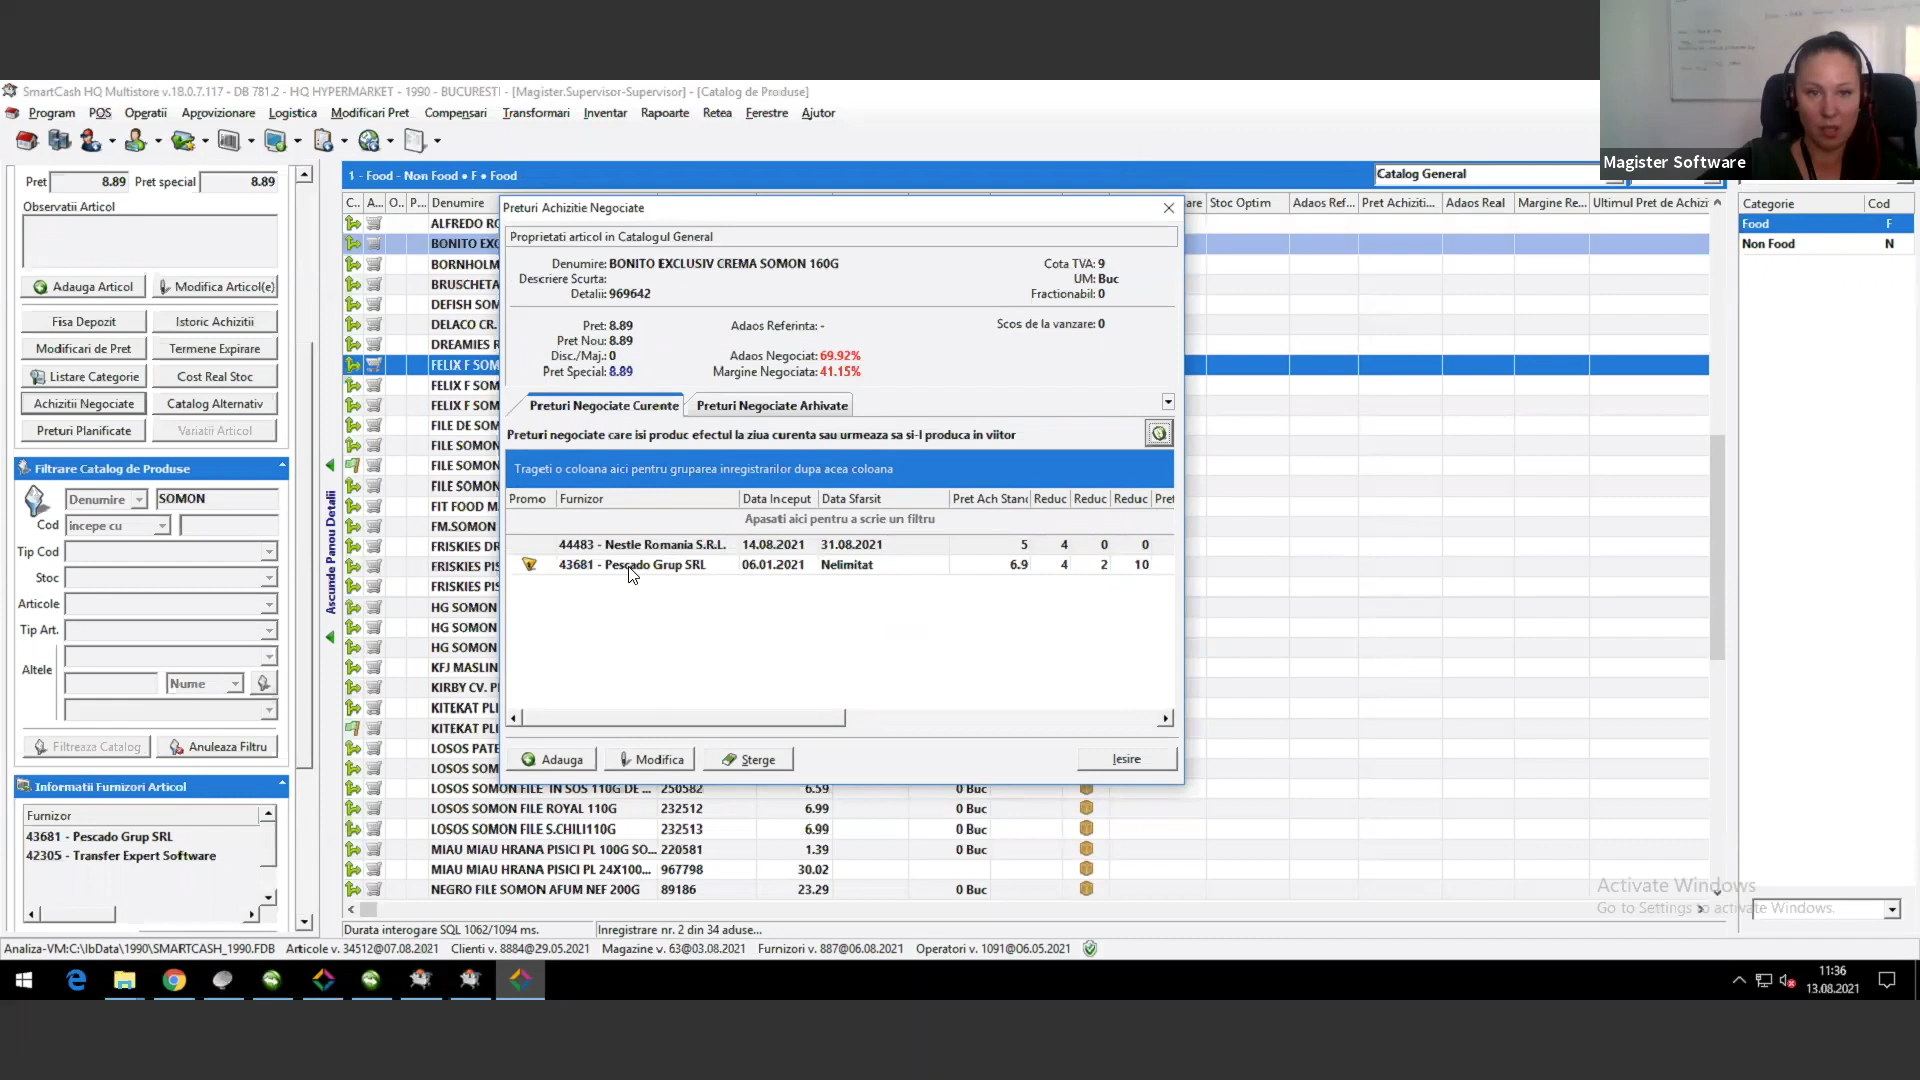 SmartCash HQ Multistore v.18.0.7.117 - DB 781.2 - HQ HYPERMARKET - 1990 - BUCURESTI - [Magister.Supervisor-Supervisor] - [Catalog de Produse]
Program POS Operatii Aprovizionare Logistica Modificari Pret Compensari Transformari Inventar Rapoarte Retea Ferestre Ajutor
Magister Software
Pret 8.89 Pret special 8.89
Observatii Articol
Adauga Articol Modifica Articol(e)
Fisa Depozit Istoric Achizitii
Modificari de Pret Termene Expirare
Listare Categorie Cost Real Stoc
Achizitii Negociate Catalog Alternativ
Preturi Planificate Variatii Articol
Filtrare Catalog de Produse
Denumire SOMON
Cod incepe cu
Tip Cod
Stoc
Articole
Tip Art.
Altele
Nume
Filtreaza Catalog Anuleaza Filtru
Informatii Furnizori Articol
Furnizor
43681 - Pescado Grup SRL
42305 - Transfer Expert Software
Ascunde Panou Detalii
1 - Food - Non Food ● F ● Food
Catalog General
C.. A... O.. P... Denumire
are Stoc Optim Adaos Ref... Pret Achiziti... Adaos Real Margine Re... Ultimul Pret de Achizi
ALFREDO RO
BONITO EXC
BORNHOLM
BRUSCHETA
DEFISH SOM
DELACO CR.
DREAMIES R
FELIX F SOM
FELIX F SOM
FELIX F SOM
FILE DE SOM
FILE SOMON
FILE SOMON
FILE SOMON
FIT FOOD M.
FM.SOMON
FRISKIES DR
FRISKIES PIS
FRISKIES PIS
HG SOMON
HG SOMON
HG SOMON
KFJ MASLIN
KIRBY CV. P
KITEKAT PLI
KITEKAT PLI
LOSOS PATE
LOSOS SOM
LOSOS SOMON FILE IN SOS 110G DE ... 250582 6.59 0 Buc
LOSOS SOMON FILE ROYAL 110G 232512 6.99 0 Buc
LOSOS SOMON FILE S.CHILI110G 232513 6.99 0 Buc
MIAU MIAU HRANA PISICI PL 100G SO... 220581 1.39 0 Buc
MIAU MIAU HRANA PISICI PL 24X100... 967798 30.02
NEGRO FILE SOMON AFUM NEF 200G 89186 23.29 0 Buc
Preturi Achizitie Negociate
Proprietati articol in Catalogul General
Denumire: BONITO EXCLUSIV CREMA SOMON 160G Cota TVA: 9
Descriere Scurta: UM: Buc
Detalii: 969642 Fractionabil: 0
Pret: 8.89 Adaos Referinta: - Scos de la vanzare: 0
Pret Nou: 8.89
Disc./Maj.: 0 Adaos Negociat: 69.92%
Pret Special: 8.89 Margine Negociata: 41.15%
Preturi Negociate Curente Preturi Negociate Arhivate
Preturi negociate care isi produc efectul la ziua curenta sau urmeaza sa si-l produca in viitor
Trageti o coloana aici pentru gruparea inregistrarilor dupa acea coloana
Promo Furnizor Data Inceput Data Sfarsit Pret Ach Stanc Reduc Reduc Reduc Pret
Apasati aici pentru a scrie un filtru
44483 - Nestle Romania S.R.L. 14.08.2021 31.08.2021 5 4 0 0
43681 - Pescado Grup SRL 06.01.2021 Nelimitat 6.9 4 2 10
Adauga Modifica Sterge Iesire
Categorie Cod
Food F
Non Food N
Activate Windows
Go to Settings to activate Windows.
Durata interogare SQL 1062/1094 ms. Inregistrare nr. 2 din 34 aduse...
Analiza-VM:C:\IbData\1990\SMARTCASH_1990.FDB Articole v. 34512@07.08.2021 Clienti v. 8884@29.05.2021 Magazine v. 63@03.08.2021 Furnizori v. 887@06.08.2021 Operatori v. 1091@06.05.2021
11:36
13.08.2021